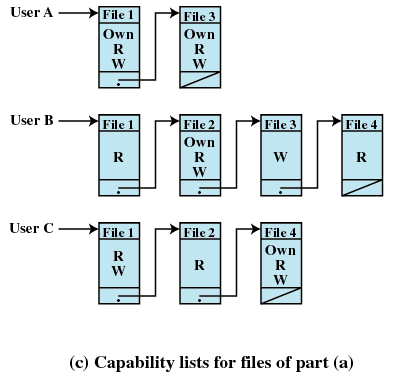 User A
File 1
Own
R
W
File 3
Own
R
W
User B
File 1
R
File 2
Own
R
W
File 3
W
File 4
R
User C
File 1
R
W
File 2
R
File 4
Own
R
W
(c) Capability lists for files of part (a)